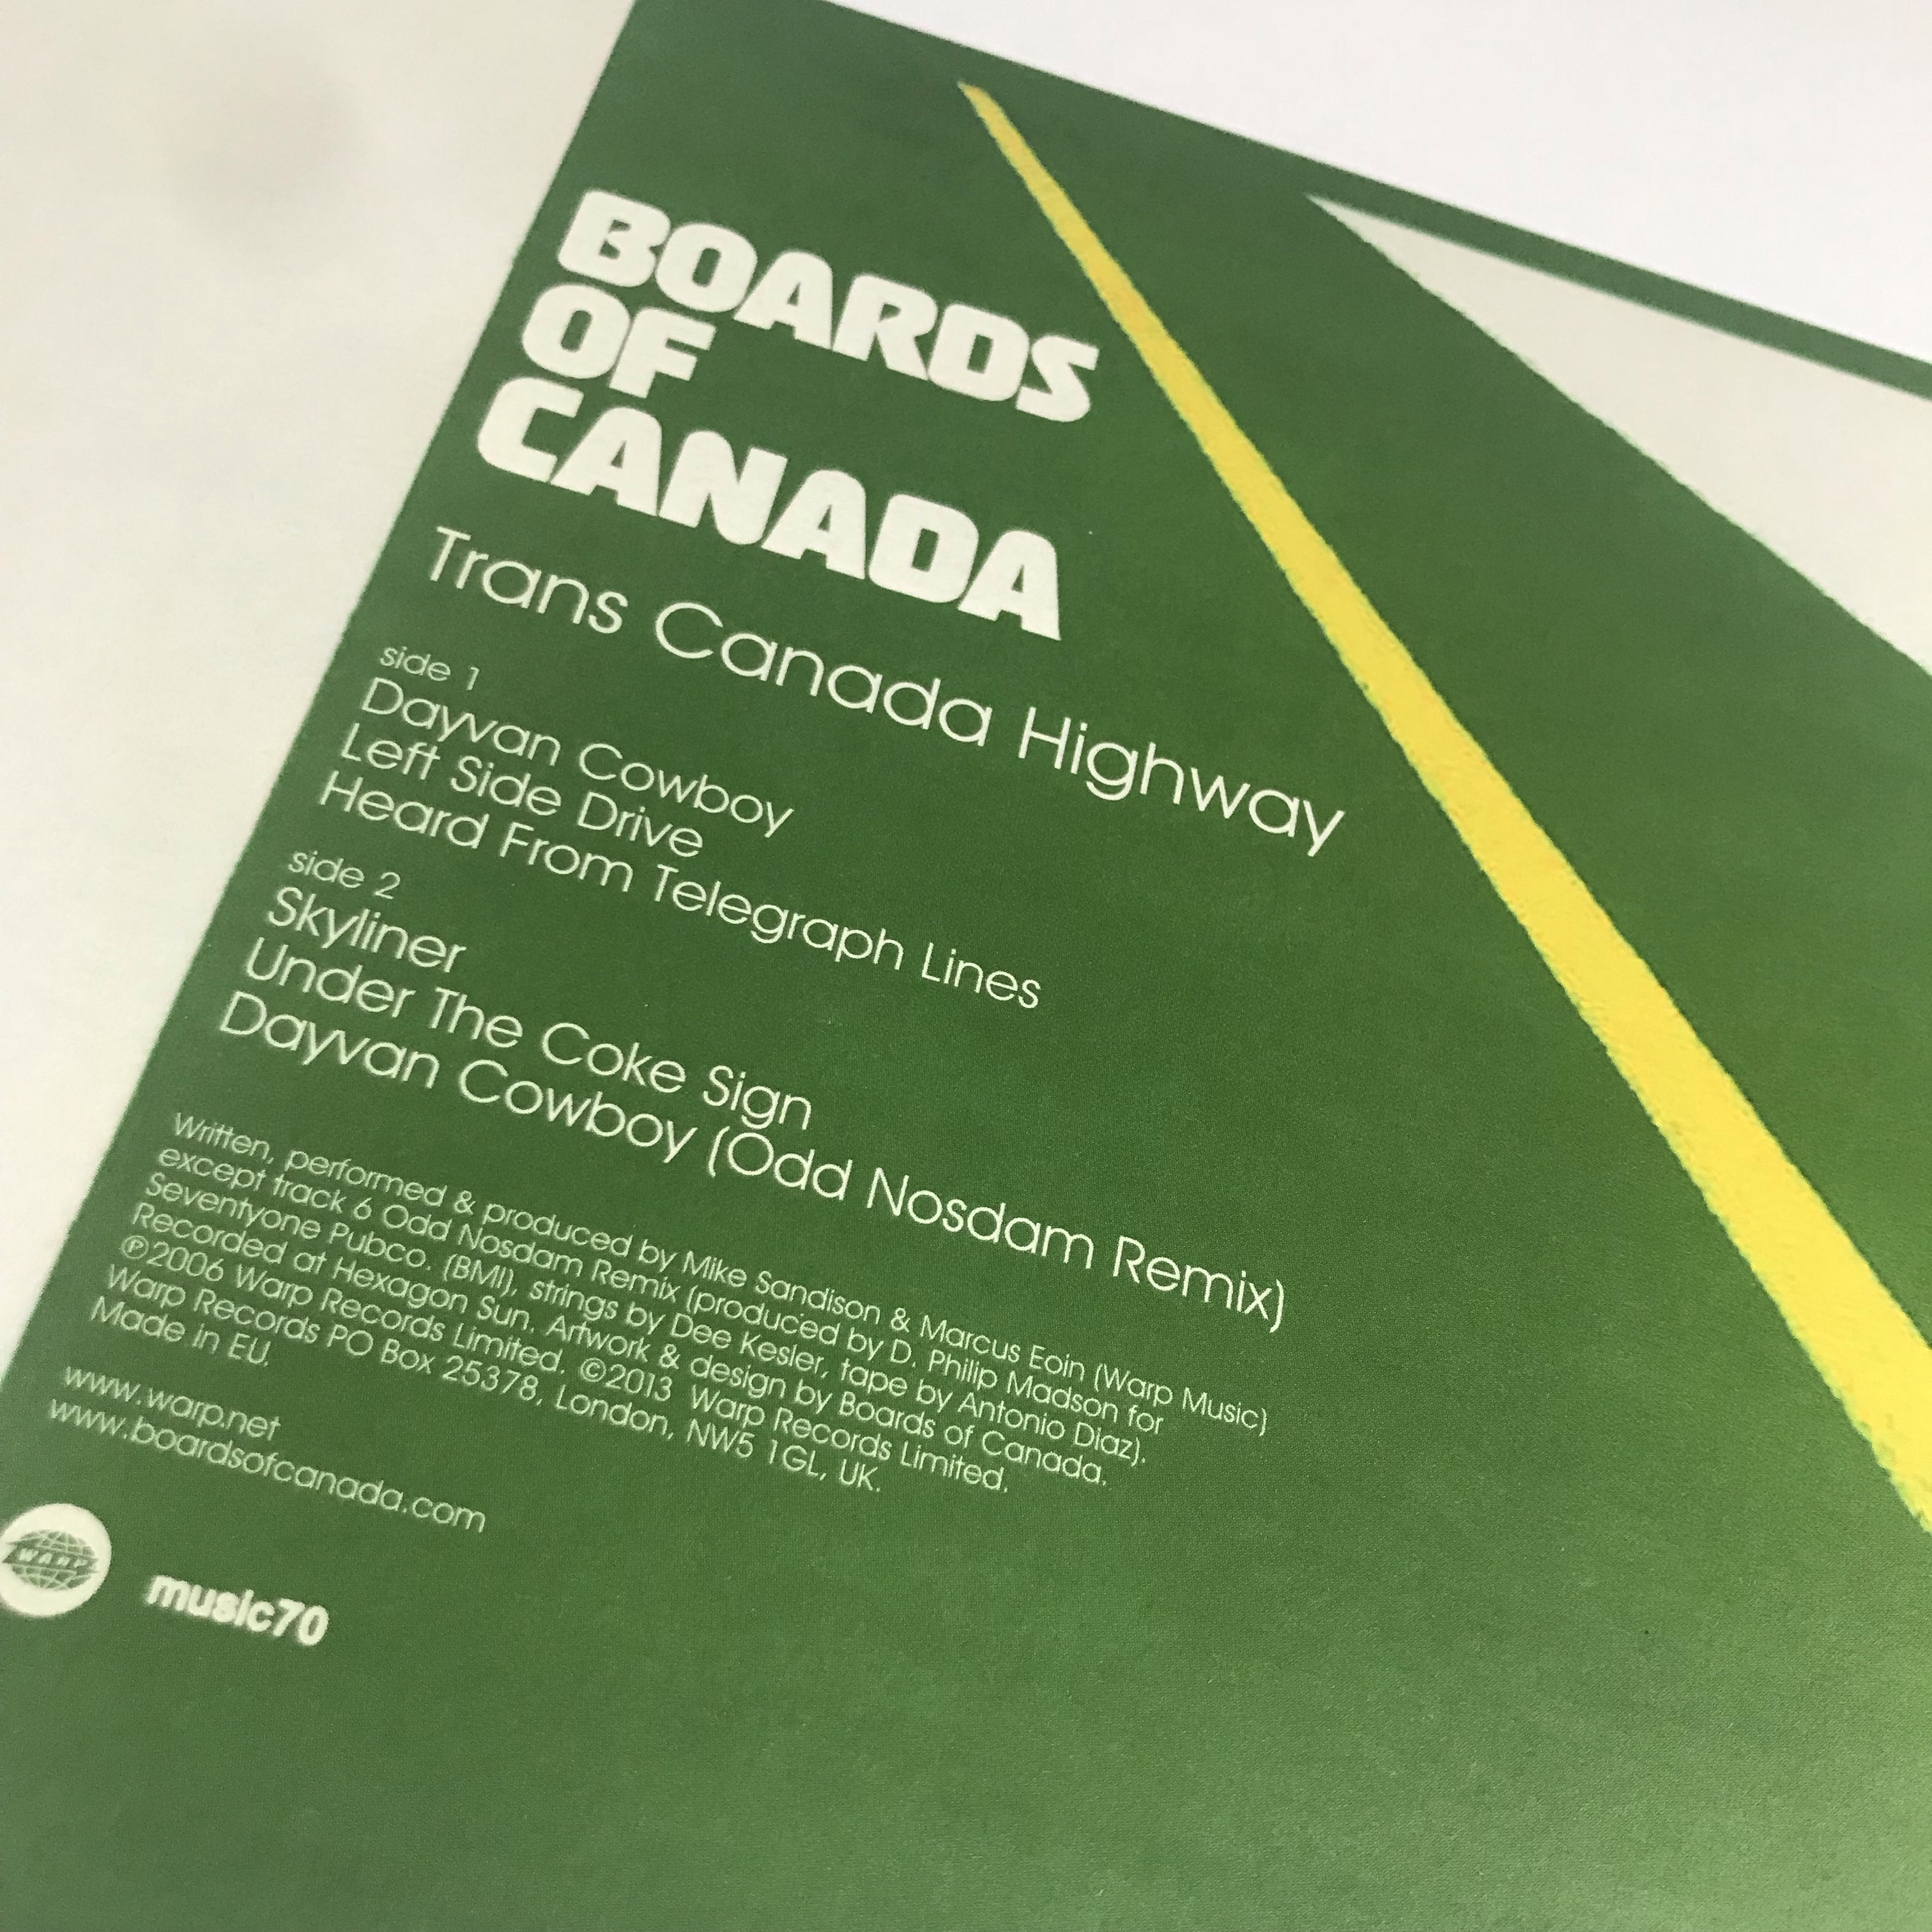 BOARDS
OF
CANADA
Trans Canada Highway
side 1
Dayvan Cowboy
Left Side Drive
Heard From Telegraph Lines
side 2
Skyliner
Under The Coke Sign
Dayvan Cowboy (Odd Nosdam Remix)
Written, performed & produced by Mike Sandison & Marcus Eoin (Warp Music)
except track 6 Odd Nosdam Remix (produced by D. Philip Madson for
Seventyone Pubco. (BMI), strings by Dee Kesler, tape by Antonio Diaz).
Recorded at Hexagon Sun. Artwork & design by Boards of Canada.
℗2006 Warp Records Limited. ©2013 Warp Records Limited.
Warp Records PO Box 25378, London, NW5 1GL, UK.
Made in EU.
www.warp.net
www.boardsofcanada.com
WARP
music70